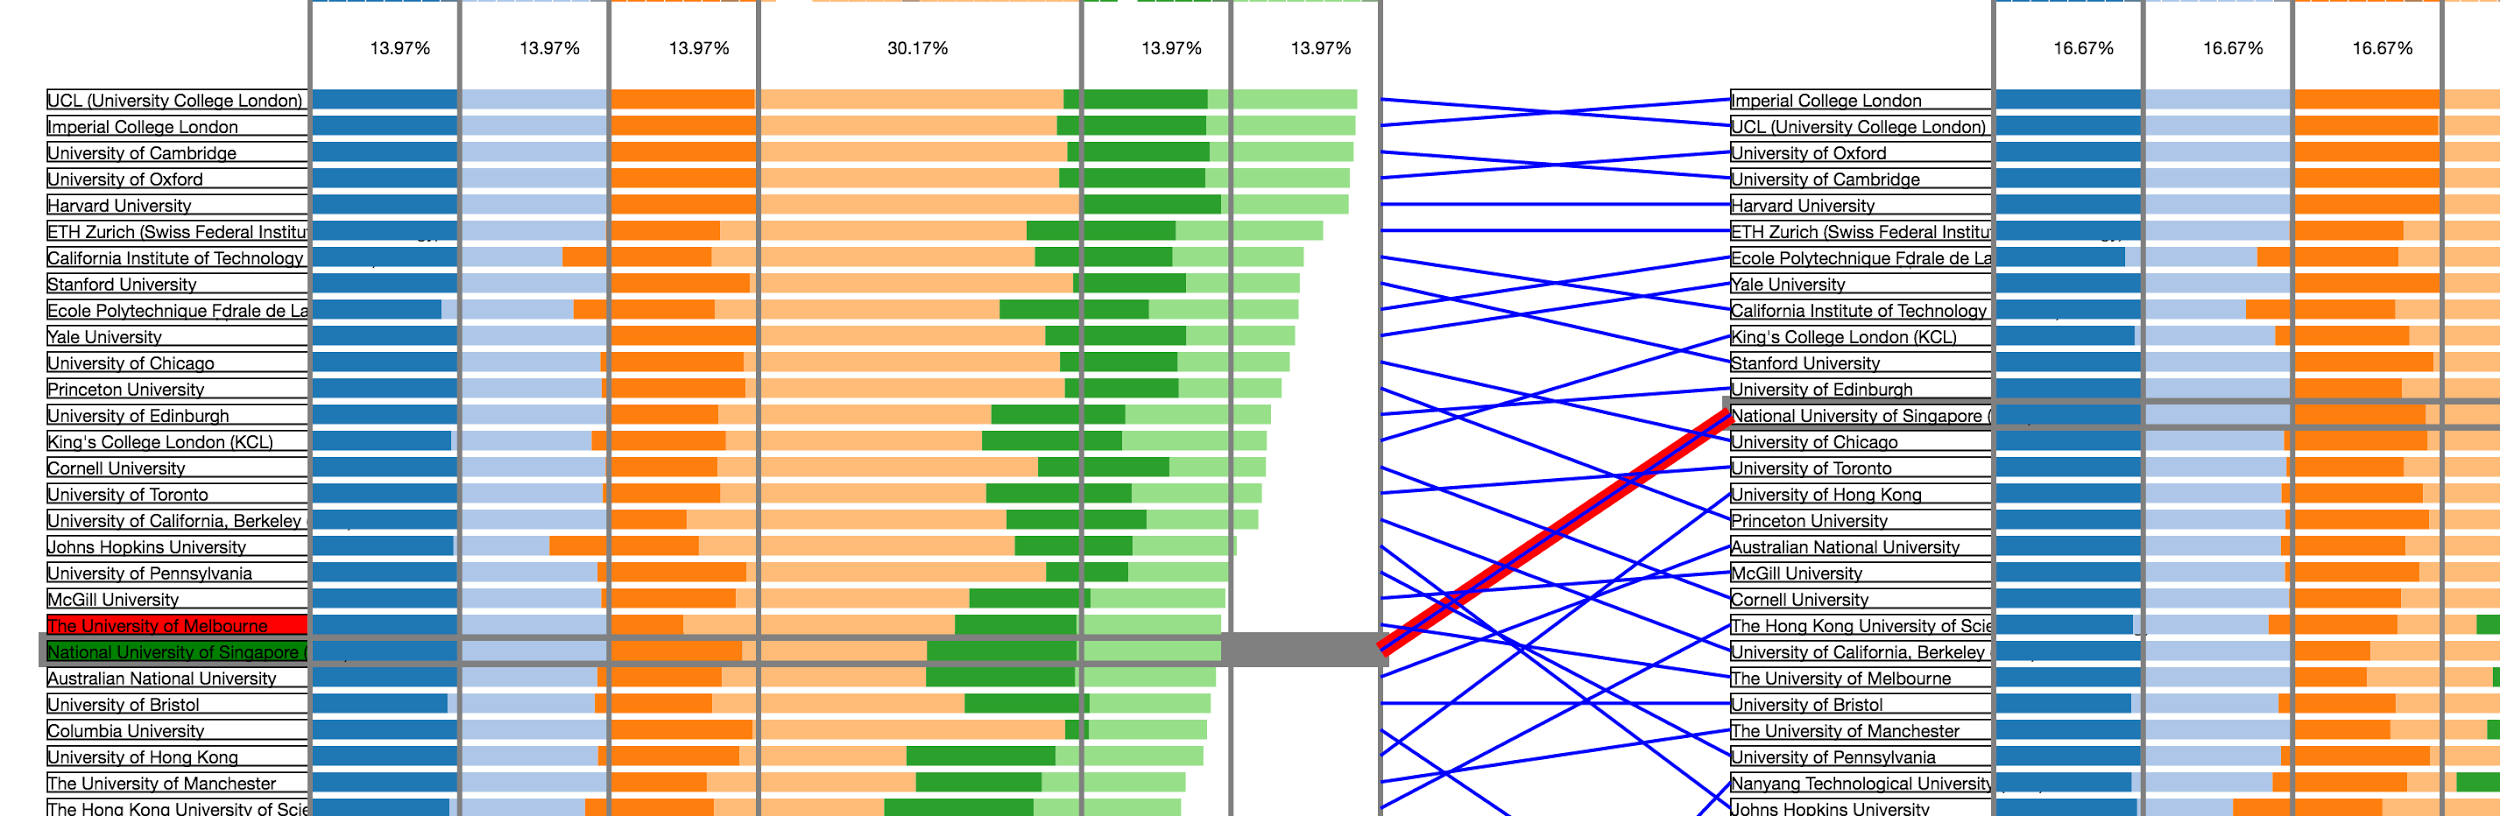 13.97% 13.97% 13.97% 30.17% 13.97% 13.97% 16.67% 16.67% 16.67%
UCL (University College London) Imperial College London
Imperial College London UCL (University College London)
University of Cambridge University of Oxford
University of Oxford University of Cambridge
Harvard University Harvard University
ETH Zurich (Swiss Federal Institu ETH Zurich (Swiss Federal Institu
California Institute of Technology Ecole Polytechnique Fdrale de La
Stanford University Yale University
Ecole Polytechnique Fdrale de La California Institute of Technology
Yale University King's College London (KCL)
University of Chicago Stanford University
Princeton University University of Edinburgh
University of Edinburgh National University of Singapore (
King's College London (KCL) University of Chicago
Cornell University University of Toronto
University of Toronto University of Hong Kong
University of California, Berkeley Princeton University
Johns Hopkins University Australian National University
University of Pennsylvania McGill University
McGill University Cornell University
The University of Melbourne The Hong Kong University of Scie
National University of Singapore ( University of California, Berkeley
Australian National University The University of Melbourne
University of Bristol University of Bristol
Columbia University The University of Manchester
University of Hong Kong University of Pennsylvania
The University of Manchester Nanyang Technological University
The Hong Kong University of Scie Johns Hopkins University